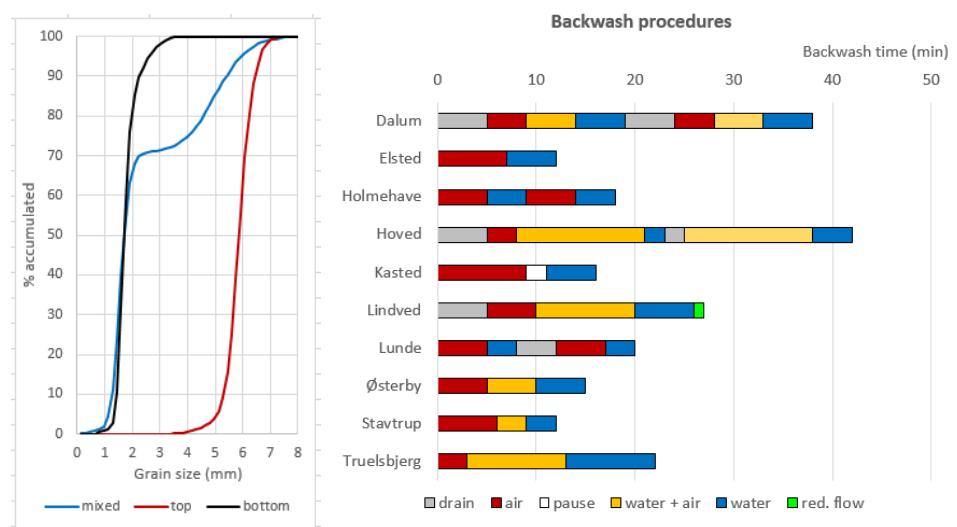 100
90
80
70
60
50
40
30
20
10
0
% accumulated
0 1 2 3 4 5 6 7 8
Grain size (mm)
mixed top bottom
Backwash procedures
Backwash time (min)
0 10 20 30 40 50
Dalum
Elsted
Holmehave
Hoved
Kasted
Lindved
Lunde
Østerby
Stavtrup
Truelsbjerg
drain air pause water + air water red. flow